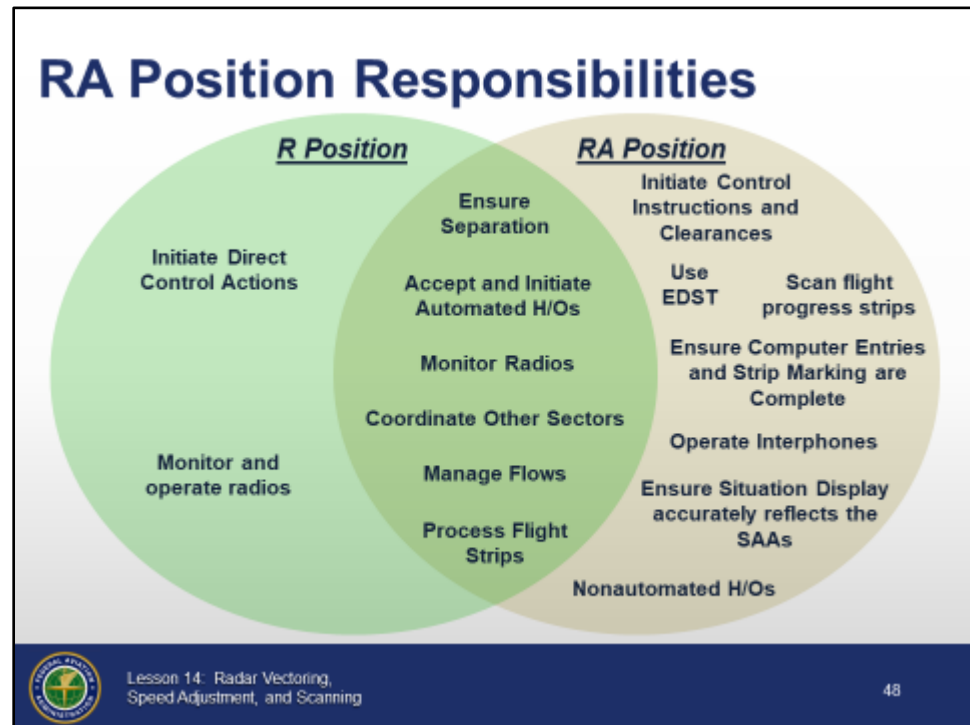 RA Position Responsibilities
R Position
Initiate Direct
Control Actions
Monitor and
operate radios
Ensure
Separation
Accept and Initiate
Automated H/Os
Monitor Radios
Coordinate Other Sectors
Manage Flows
Process Flight
Strips
RA Position
Initiate Control
Instructions and
Clearances
Use
EDST
Scan flight
progress strips
Ensure Computer Entries
and Strip Marking are
Complete
Operate Interphones
Ensure Situation Display
accurately reflects the
SAAs
Nonautomated H/Os
FEDERAL AVIATION
ADMINISTRATION
Lesson 14: Radar Vectoring,
Speed Adjustment, and Scanning
48